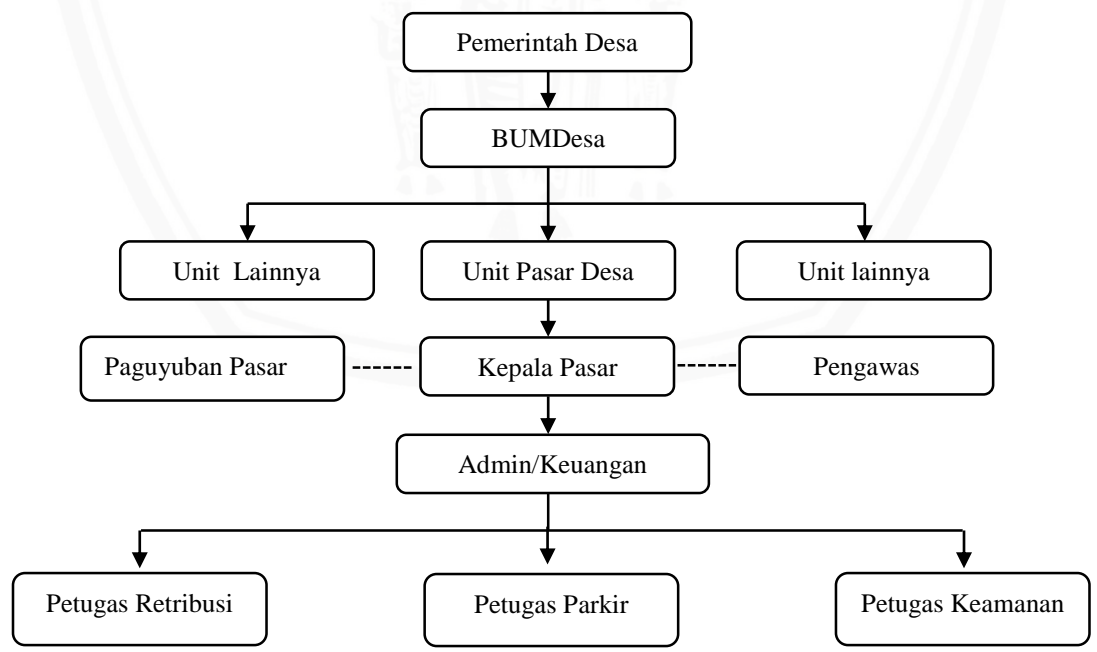 Pemerintah Desa
BUMDesa
Unit  Lainnya
Unit Pasar Desa
Unit lainnya
Paguyuban Pasar
Kepala Pasar
Pengawas
Admin/Keuangan
Petugas Retribusi
Petugas Parkir
Petugas Keamanan